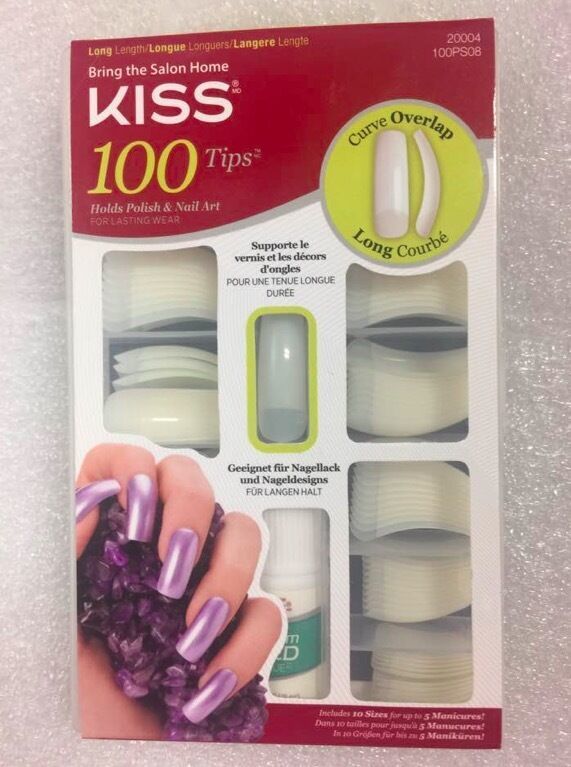 Long Length/Longue Longuers/Langere Lengte
20004
100PS08
Bring the Salon Home
KISS®
MD
100 Tips™
MC
Holds Polish & Nail Art
FOR LASTING WEAR
Curve Overlap
Long Courbé
Supporte le
vernis et les décors
d'ongles
POUR UNE TENUE LONGUE
DURÉE
Geeignet für Nagellack
und Nageldesigns
FÜR LANGEN HALT
Includes 10 Sizes for up to 5 Manicures!
Dans 10 tailles pour jusqu'à 5 Manucures!
In 10 Größen für bis zu 5 Maniküren!